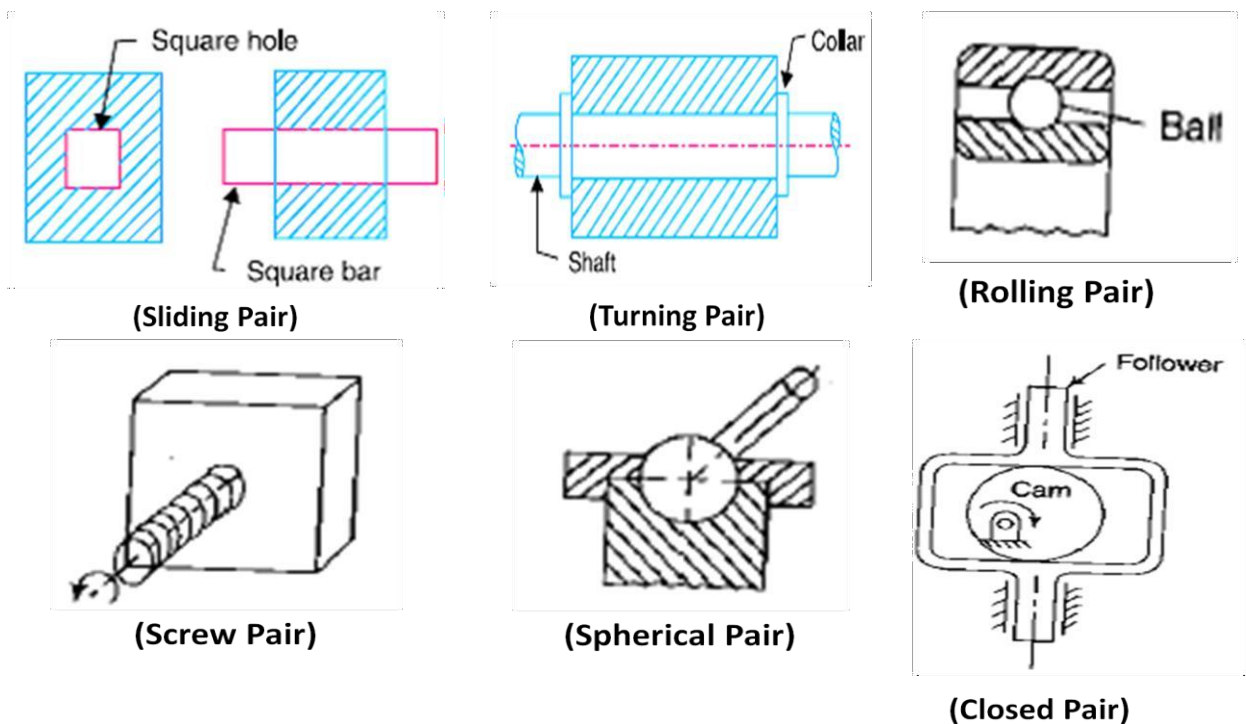 Square hole
Square bar
(Sliding Pair)
Collar
Shaft
(Turning Pair)
Ball
(Rolling Pair)
(Screw Pair)
(Spherical Pair)
Follower
Cam
(Closed Pair)